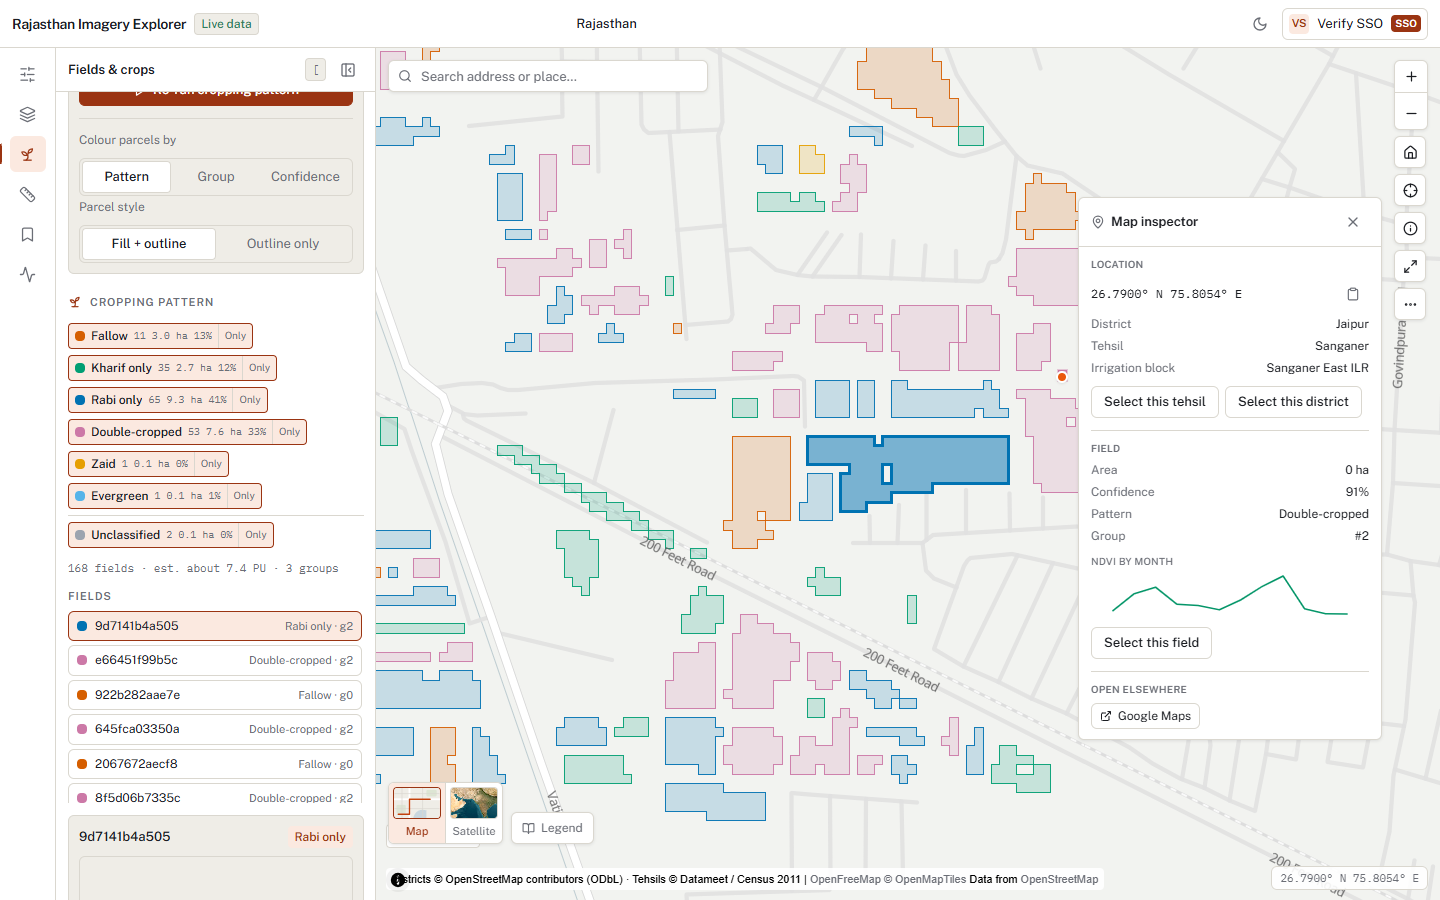 Rajasthan Imagery Explorer
Live data
Rajasthan
VS
Verify SSO
SSO
Fields & crops
Search address or place...
Colour parcels by
Pattern
Group
Confidence
Parcel style
Fill + outline
Outline only
CROPPING PATTERN
Fallow 11 3.0 ha 13% Only
Kharif only 35 2.7 ha 12% Only
Rabi only 65 9.3 ha 41% Only
Double-cropped 53 7.6 ha 33% Only
Zaid 1 0.1 ha 0% Only
Evergreen 1 0.1 ha 1% Only
Unclassified 2 0.1 ha 0% Only
168 fields · est. about 7.4 PU · 3 groups
FIELDS
9d7141b4a505 Rabi only · g2
e66451f99b5c Double-cropped · g2
922b282aae7e Fallow · g0
645fca03350a Double-cropped · g2
2067672aecf8 Fallow · g0
8f5d06b7335c Double-cropped · g2
9d7141b4a505 Rabi only
200 Feet Road
200 Feet Road
Govindpura
Map
Satellite
Legend
stricts © OpenStreetMap contributors (ODbL) · Tehsils © Datameet / Census 2011 | OpenFreeMap © OpenMapTiles Data from OpenStreetMap
Map inspector
LOCATION
26.7900° N 75.8054° E
District Jaipur
Tehsil Sanganer
Irrigation block Sanganer East ILR
Select this tehsil
Select this district
FIELD
Area 0 ha
Confidence 91%
Pattern Double-cropped
Group #2
NDVI BY MONTH
Select this field
OPEN ELSEWHERE
Google Maps
26.7900° N 75.8054° E